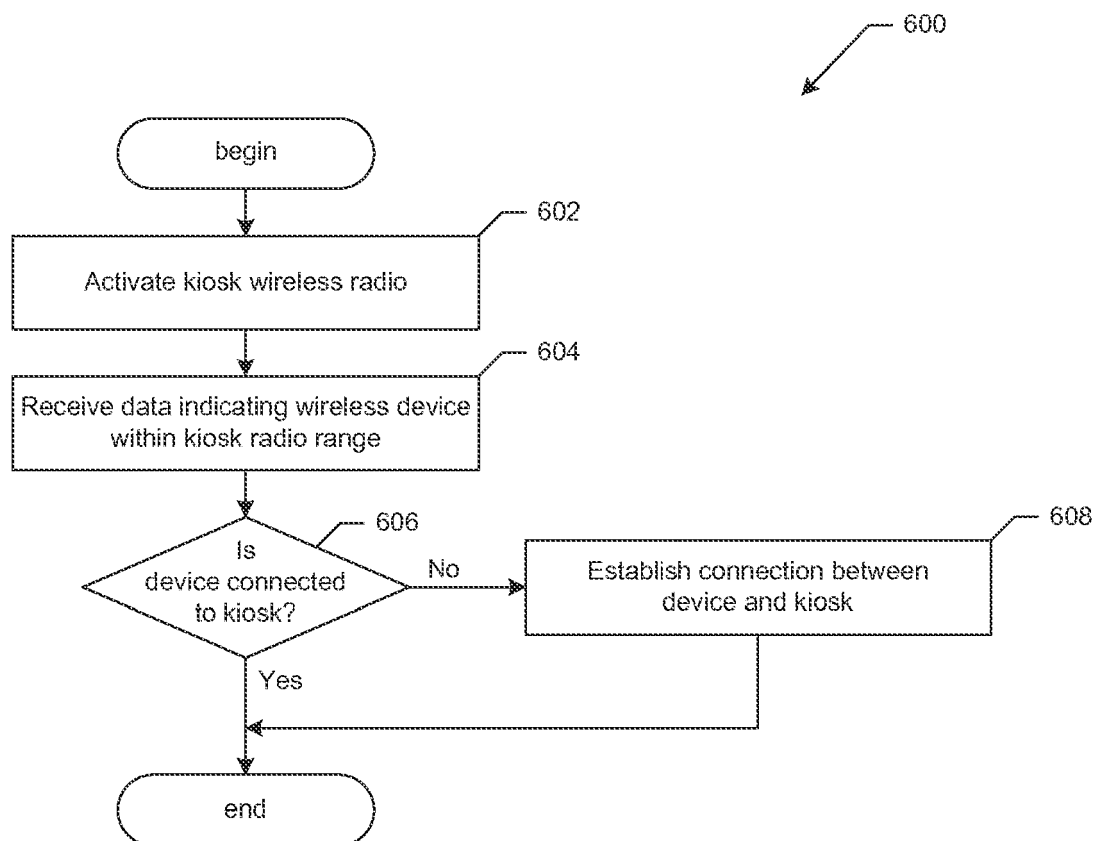 600
begin
602
Activate kiosk wireless radio
604
Receive data indicating wireless device
within kiosk radio range
606
Is
device connected
to kiosk?
No
608
Establish connection between
device and kiosk
Yes
end